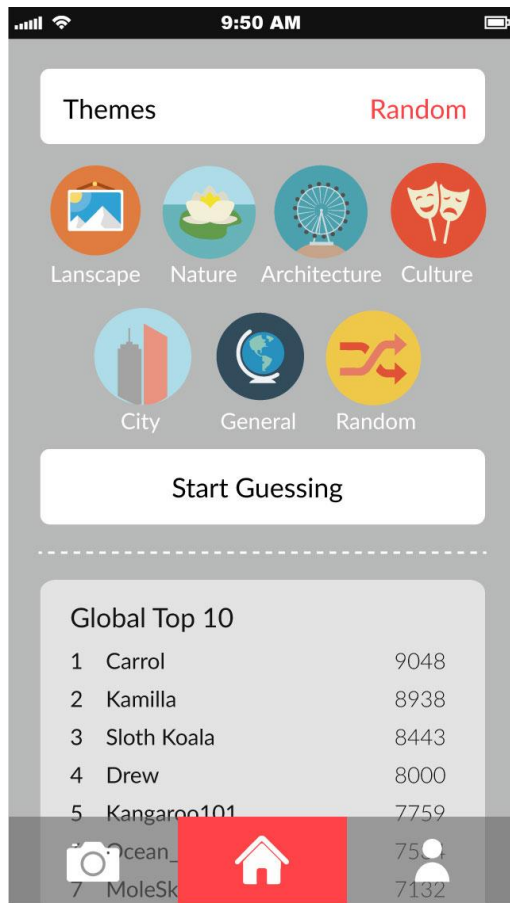 9:50 AM
Themes Random
Lanscape Nature Architecture Culture
City General Random
Start Guessing
Global Top 10
1 Carrol 9048
2 Kamilla 8938
3 Sloth Koala 8443
4 Drew 8000
5 Kangaroo101 7759
7 MoleSk 7132